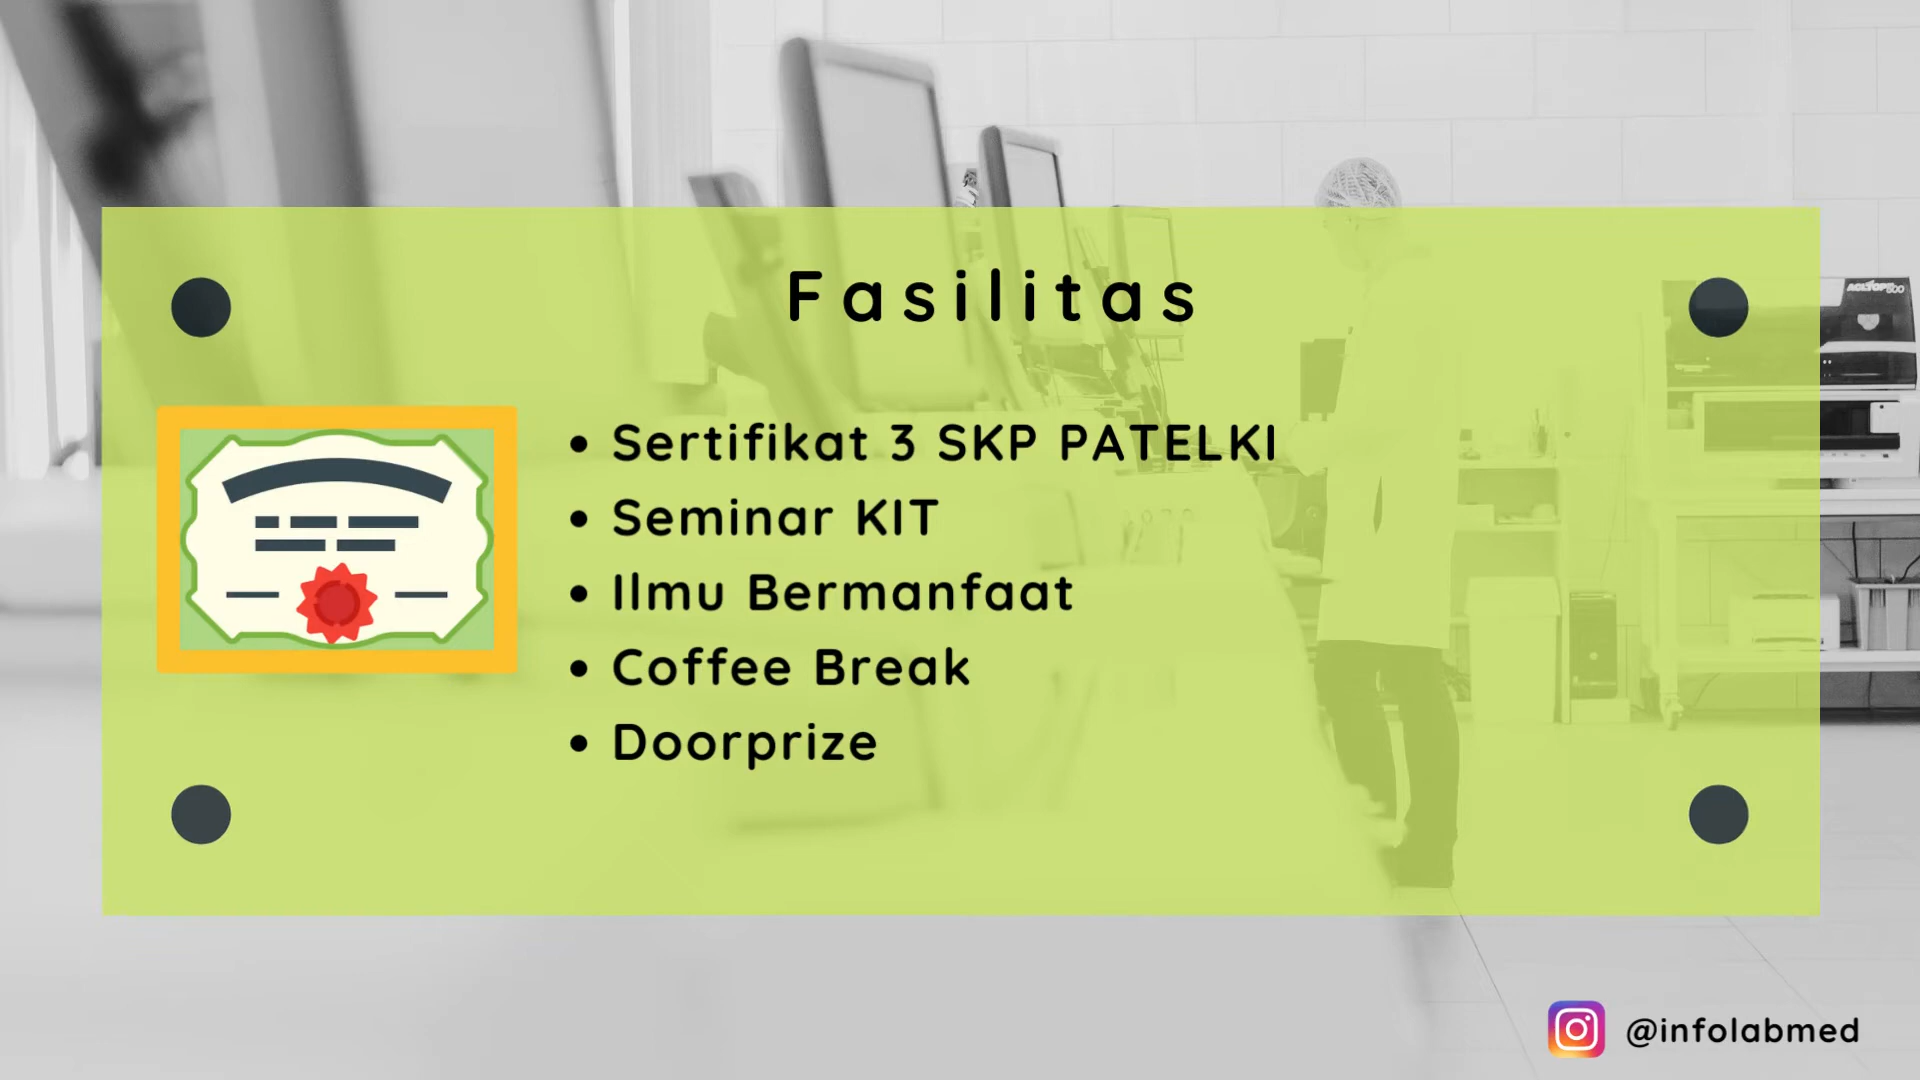 Fasilitas
• Sertifikat 3 SKP PATELKI
• Seminar KIT
• Ilmu Bermanfaat
• Coffee Break
• Doorprize
@infolabmed